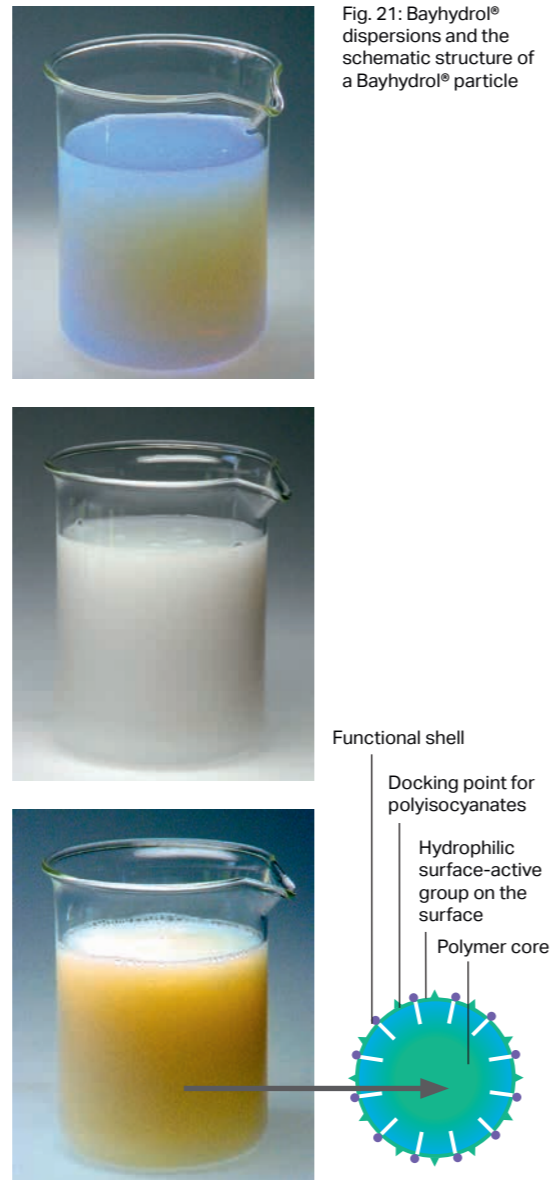 Fig. 21: Bayhydrol®
dispersions and the
schematic structure of
a Bayhydrol® particle
Functional shell
Docking point for
polyisocyanates
Hydrophilic
surface-active
group on the
surface
Polymer core